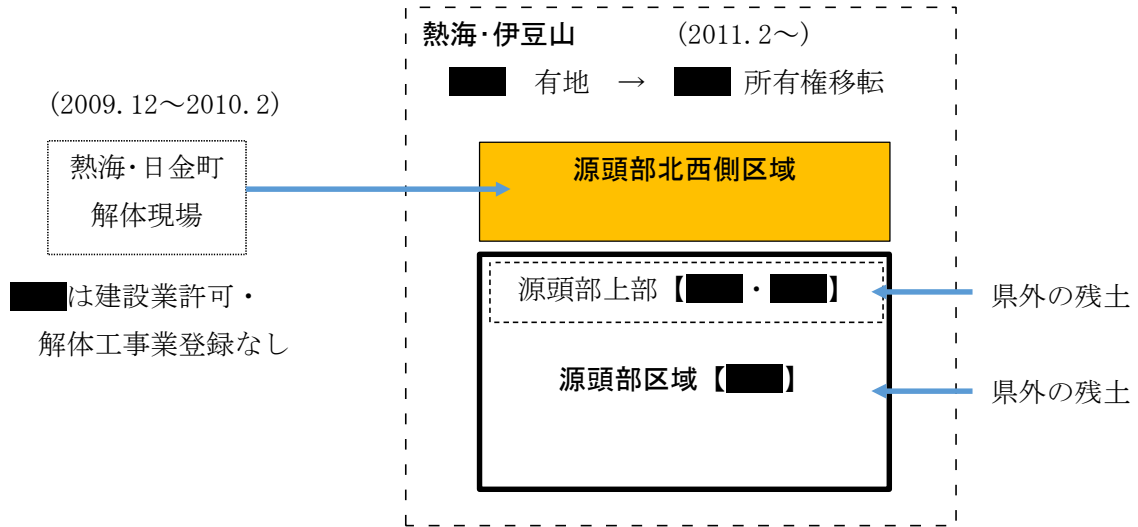 熱海・伊豆山 (2011.2～)
有地 → 所有権移転
(2009.12～2010.2)
熱海・日金町
解体現場
源頭部北西側区域
は建設業許可・
解体工事業登録なし
源頭部上部【 ・ 】
県外の残土
源頭部区域【 】
県外の残土